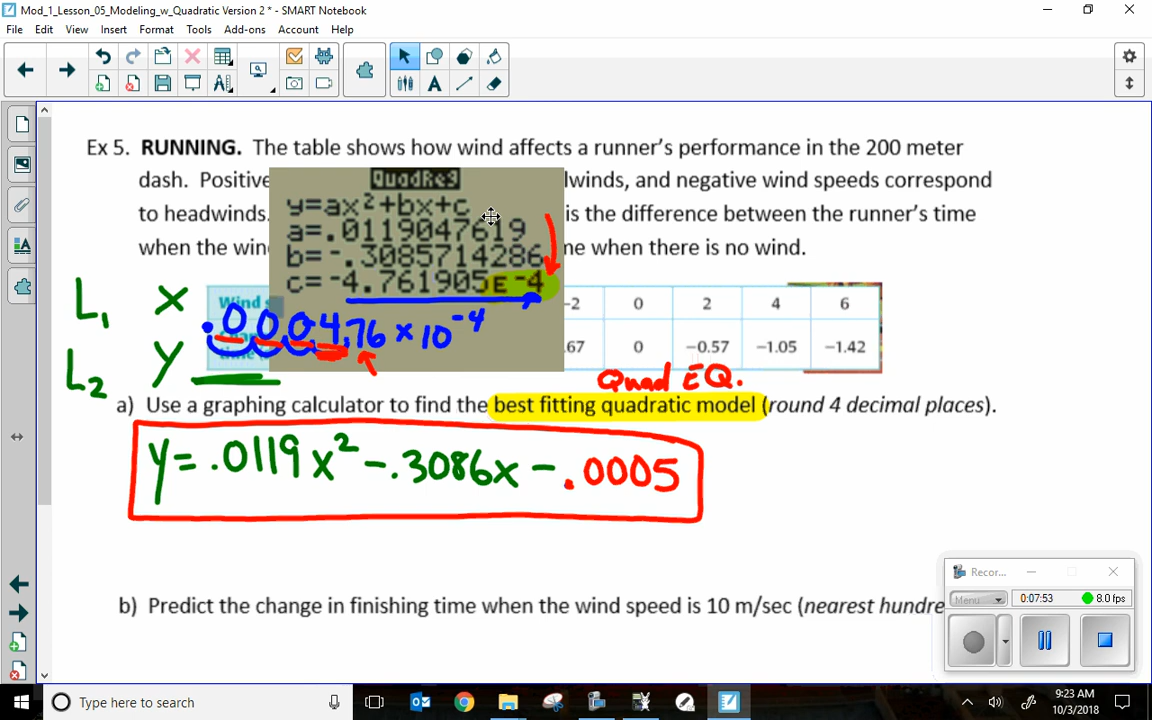 Mod_1_Lesson_05_Modeling_w_Quadratic Version 2 * - SMART Notebook
File Edit View Insert Format Tools Add-ons Account Help
Ex 5. RUNNING. The table shows how wind affects a runner's performance in the 200 meter
dash. Positive lwinds, and negative wind speeds correspond
to headwinds. is the difference between the runner's time
when the win me when there is no wind.
QuadReg
y=ax²+bx+c
a=.0119047619
b=-.3085714286
c=-4.761905E-4
L₁ X Wind s -2 0 2 4 6
.0004.76 × 10⁻⁴
L₂ Y .67 0 −0.57 −1.05 −1.42
Quad EQ.
a) Use a graphing calculator to find the best fitting quadratic model (round 4 decimal places).
y = .0119x² - .3086x - .0005
b) Predict the change in finishing time when the wind speed is 10 m/sec (nearest hundre
Recor...
Menu 0:07:53 8.0 fps
Type here to search
9:23 AM
10/3/2018